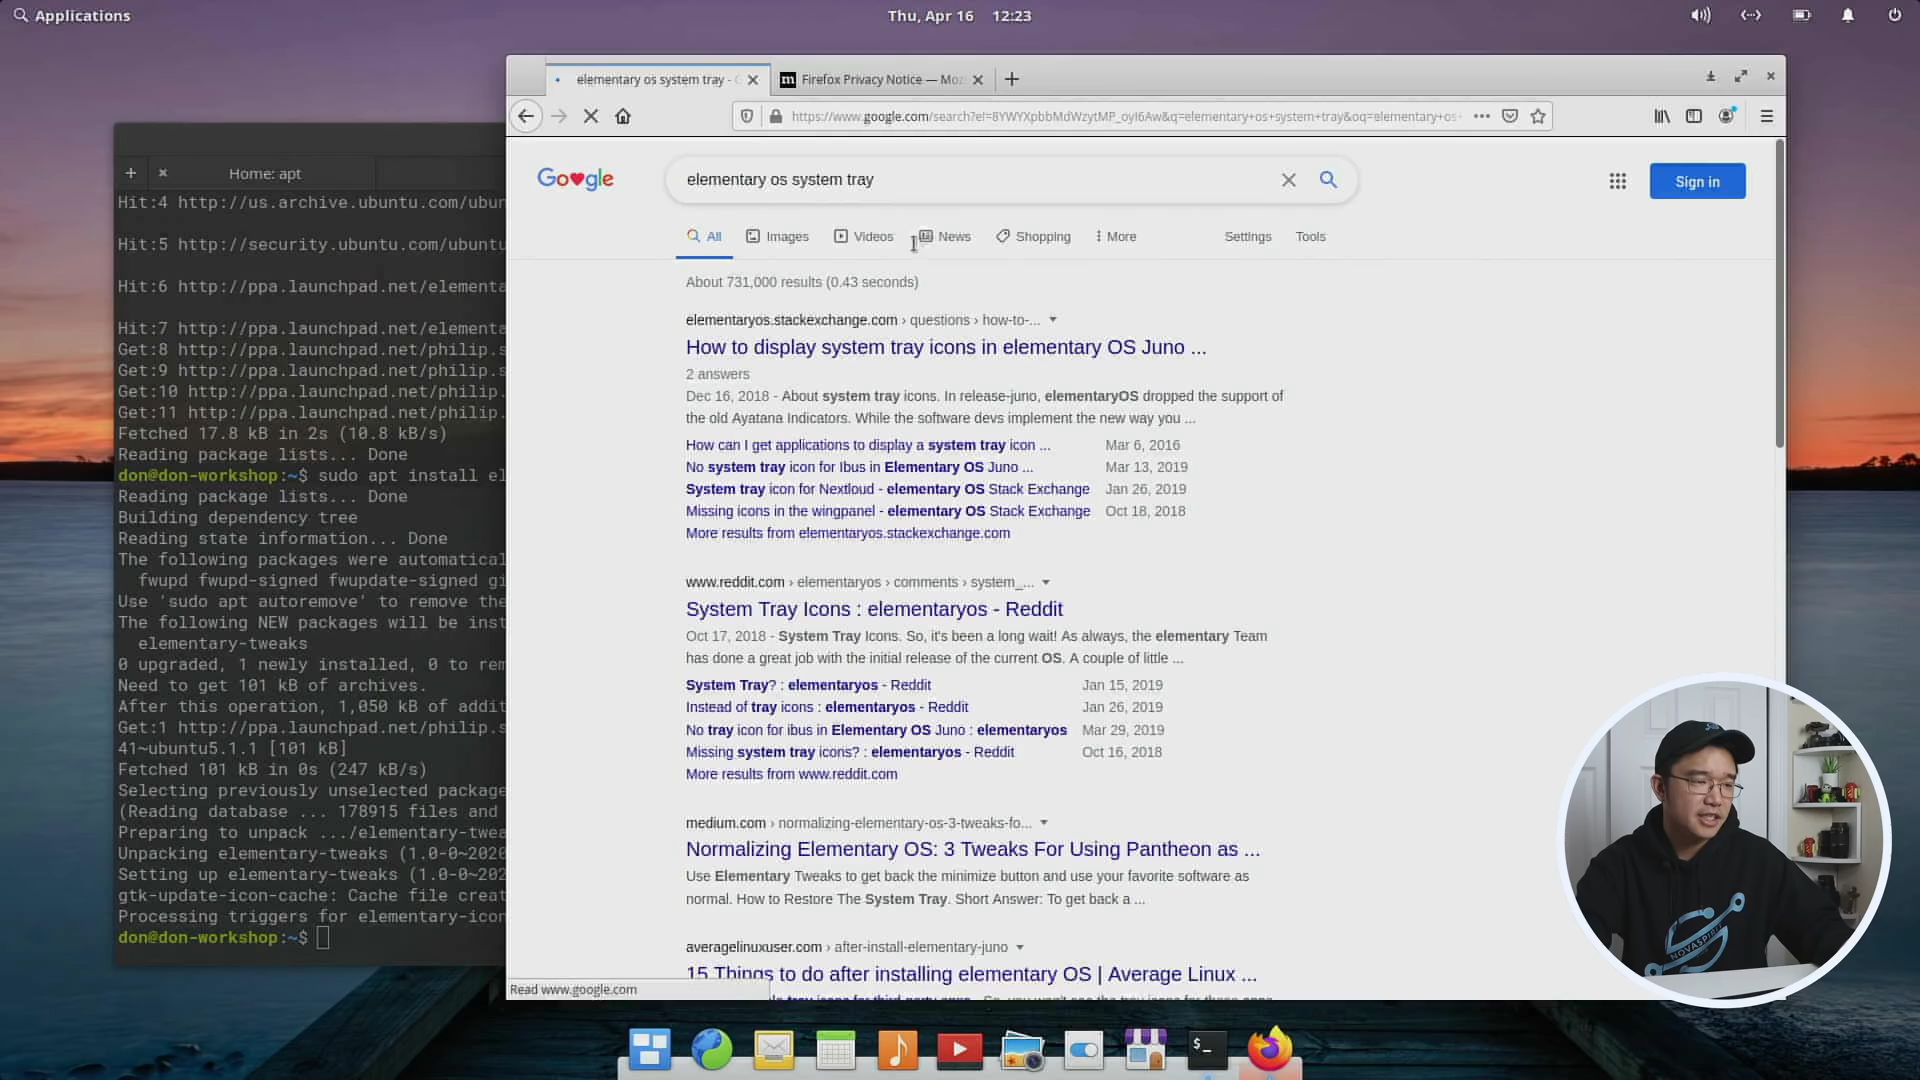 Applications
Thu, Apr 16 12:23
elementary os system tray -
Firefox Privacy Notice — Moz
https://www.google.com/search?ei=8YWYXpbbMdWzytMP_oyI6Aw&q=elementary+os+system+tray&oq=elementary+os+
Home: apt
Hit:4 http://us.archive.ubuntu.com/ubun
Hit:5 http://security.ubuntu.com/ubuntu
Hit:6 http://ppa.launchpad.net/elementa
Hit:7 http://ppa.launchpad.net/elementa
Get:8 http://ppa.launchpad.net/philip.s
Get:9 http://ppa.launchpad.net/philip.s
Get:10 http://ppa.launchpad.net/philip.
Get:11 http://ppa.launchpad.net/philip.
Fetched 17.8 kB in 2s (10.8 kB/s)
Reading package lists... Done
don@don-workshop:~$ sudo apt install el
Reading package lists... Done
Building dependency tree
Reading state information... Done
The following packages were automatical
fwupd fwupd-signed fwupdate-signed gi
Use 'sudo apt autoremove' to remove the
The following NEW packages will be inst
elementary-tweaks
0 upgraded, 1 newly installed, 0 to rem
Need to get 101 kB of archives.
After this operation, 1,050 kB of addit
Get:1 http://ppa.launchpad.net/philip.s
41~ubuntu5.1.1 [101 kB]
Fetched 101 kB in 0s (247 kB/s)
Selecting previously unselected package
(Reading database ... 178915 files and
Preparing to unpack .../elementary-twea
Unpacking elementary-tweaks (1.0-0~2020
Setting up elementary-tweaks (1.0-0~202
gtk-update-icon-cache: Cache file creat
Processing triggers for elementary-icon
don@don-workshop:~$
Google
elementary os system tray
Sign in
All Images Videos News Shopping More Settings Tools
About 731,000 results (0.43 seconds)
elementaryos.stackexchange.com › questions › how-to-...
How to display system tray icons in elementary OS Juno ...
2 answers
Dec 16, 2018 - About system tray icons. In release-juno, elementaryOS dropped the support of
the old Ayatana Indicators. While the software devs implement the new way you ...
How can I get applications to display a system tray icon ... Mar 6, 2016
No system tray icon for Ibus in Elementary OS Juno ... Mar 13, 2019
System tray icon for Nextloud - elementary OS Stack Exchange Jan 26, 2019
Missing icons in the wingpanel - elementary OS Stack Exchange Oct 18, 2018
More results from elementaryos.stackexchange.com
www.reddit.com › elementaryos › comments › system_...
System Tray Icons : elementaryos - Reddit
Oct 17, 2018 - System Tray Icons. So, it's been a long wait! As always, the elementary Team
has done a great job with the initial release of the current OS. A couple of little ...
System Tray? : elementaryos - Reddit Jan 15, 2019
Instead of tray icons : elementaryos - Reddit Jan 26, 2019
No tray icon for ibus in Elementary OS Juno : elementaryos Mar 29, 2019
Missing system tray icons? : elementaryos - Reddit Oct 16, 2018
More results from www.reddit.com
medium.com › normalizing-elementary-os-3-tweaks-fo...
Normalizing Elementary OS: 3 Tweaks For Using Pantheon as ...
Use Elementary Tweaks to get back the minimize button and use your favorite software as
normal. How to Restore The System Tray. Short Answer: To get back a ...
averagelinuxuser.com › after-install-elementary-juno
15 Things to do after installing elementary OS | Average Linux ...
Read www.google.com
NOVASPIRIT